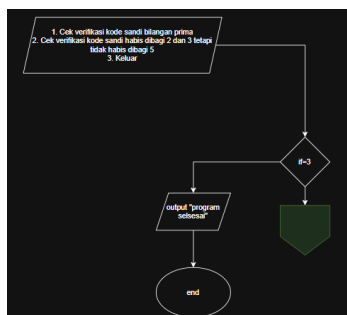 1. Cek verifikasi kode sandi bilangan prima
2. Cek verifikasi kode sandi habis dibagi 2 dan 3 tetapi
tidak habis dibagi 5
3. Keluar
if=3
output "program
selsesai"
end